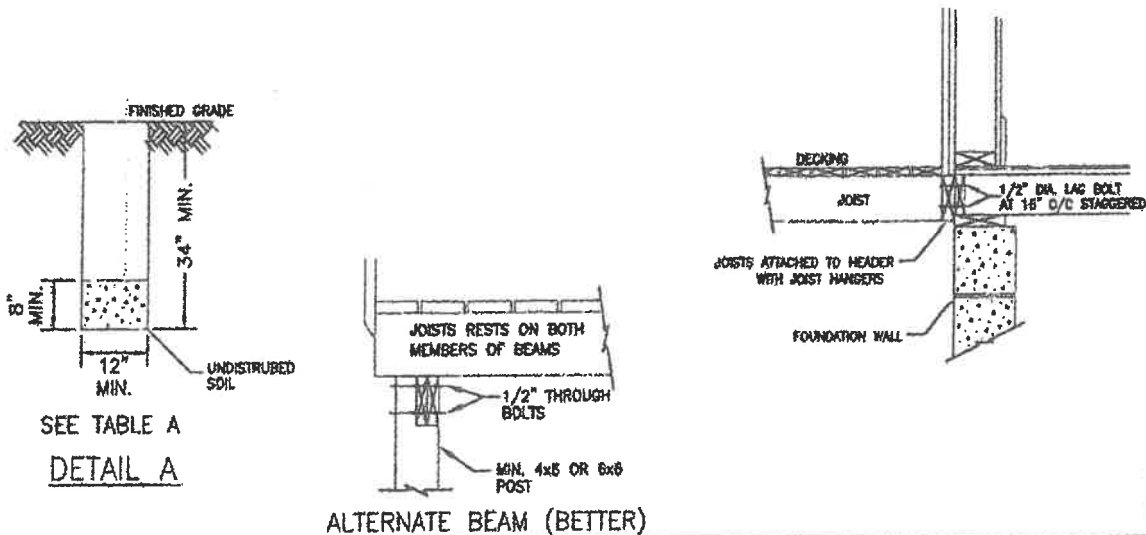 FINISHED GRADE
34" MIN.
8"
MIN.
12"
MIN.
UNDISTRUBED
SOIL
SEE TABLE A
DETAIL A
JOISTS RESTS ON BOTH
MEMBERS OF BEAMS
1/2" THROUGH
BOLTS
MIN. 4x6 OR 6x6
POST
ALTERNATE BEAM (BETTER)
DECKING
JOIST
1/2" DIA. LAG BOLT
AT 16" O/C STAGGERED
JOISTS ATTACHED TO HEADER
WITH JOIST HANGERS
FOUNDATION WALL